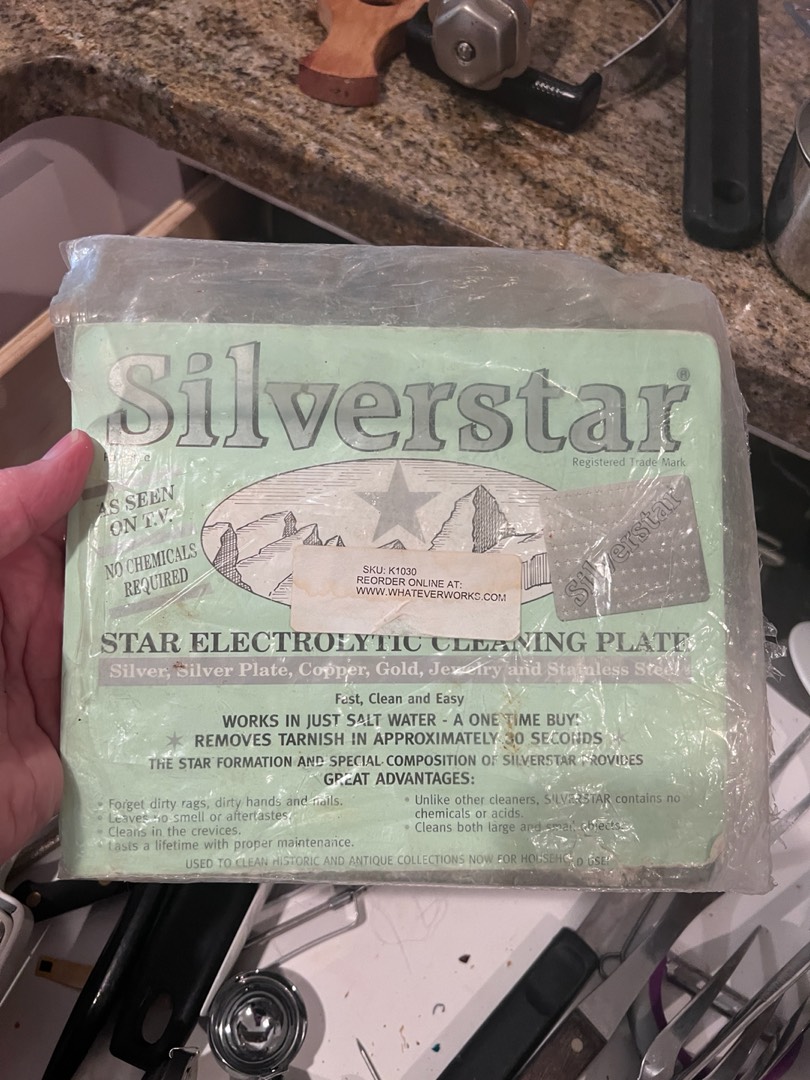 Silverstar®
Registered Trade Mark
AS SEEN
ON T.V.
NO CHEMICALS
REQUIRED
Silverstar
SKU: K1030
REORDER ONLINE AT:
WWW.WHATEVERWORKS.COM
STAR ELECTROLYTIC CLEANING PLATE
Silver, Silver Plate, Copper, Gold, Jewelry and Stainless Steel
Fast, Clean and Easy
WORKS IN JUST SALT WATER - A ONE TIME BUY!
REMOVES TARNISH IN APPROXIMATELY 30 SECONDS
THE STAR FORMATION AND SPECIAL COMPOSITION OF SILVERSTAR PROVIDES
GREAT ADVANTAGES:
• Forget dirty rags, dirty hands and nails.
• Leaves no smell or aftertaste.
• Cleans in the crevices.
• Lasts a lifetime with proper maintenance.
• Unlike other cleaners, SILVERSTAR contains no
chemicals or acids.
• Cleans both large and small objects.
USED TO CLEAN HISTORIC AND ANTIQUE COLLECTIONS NOW FOR HOUSEHOLD USE!